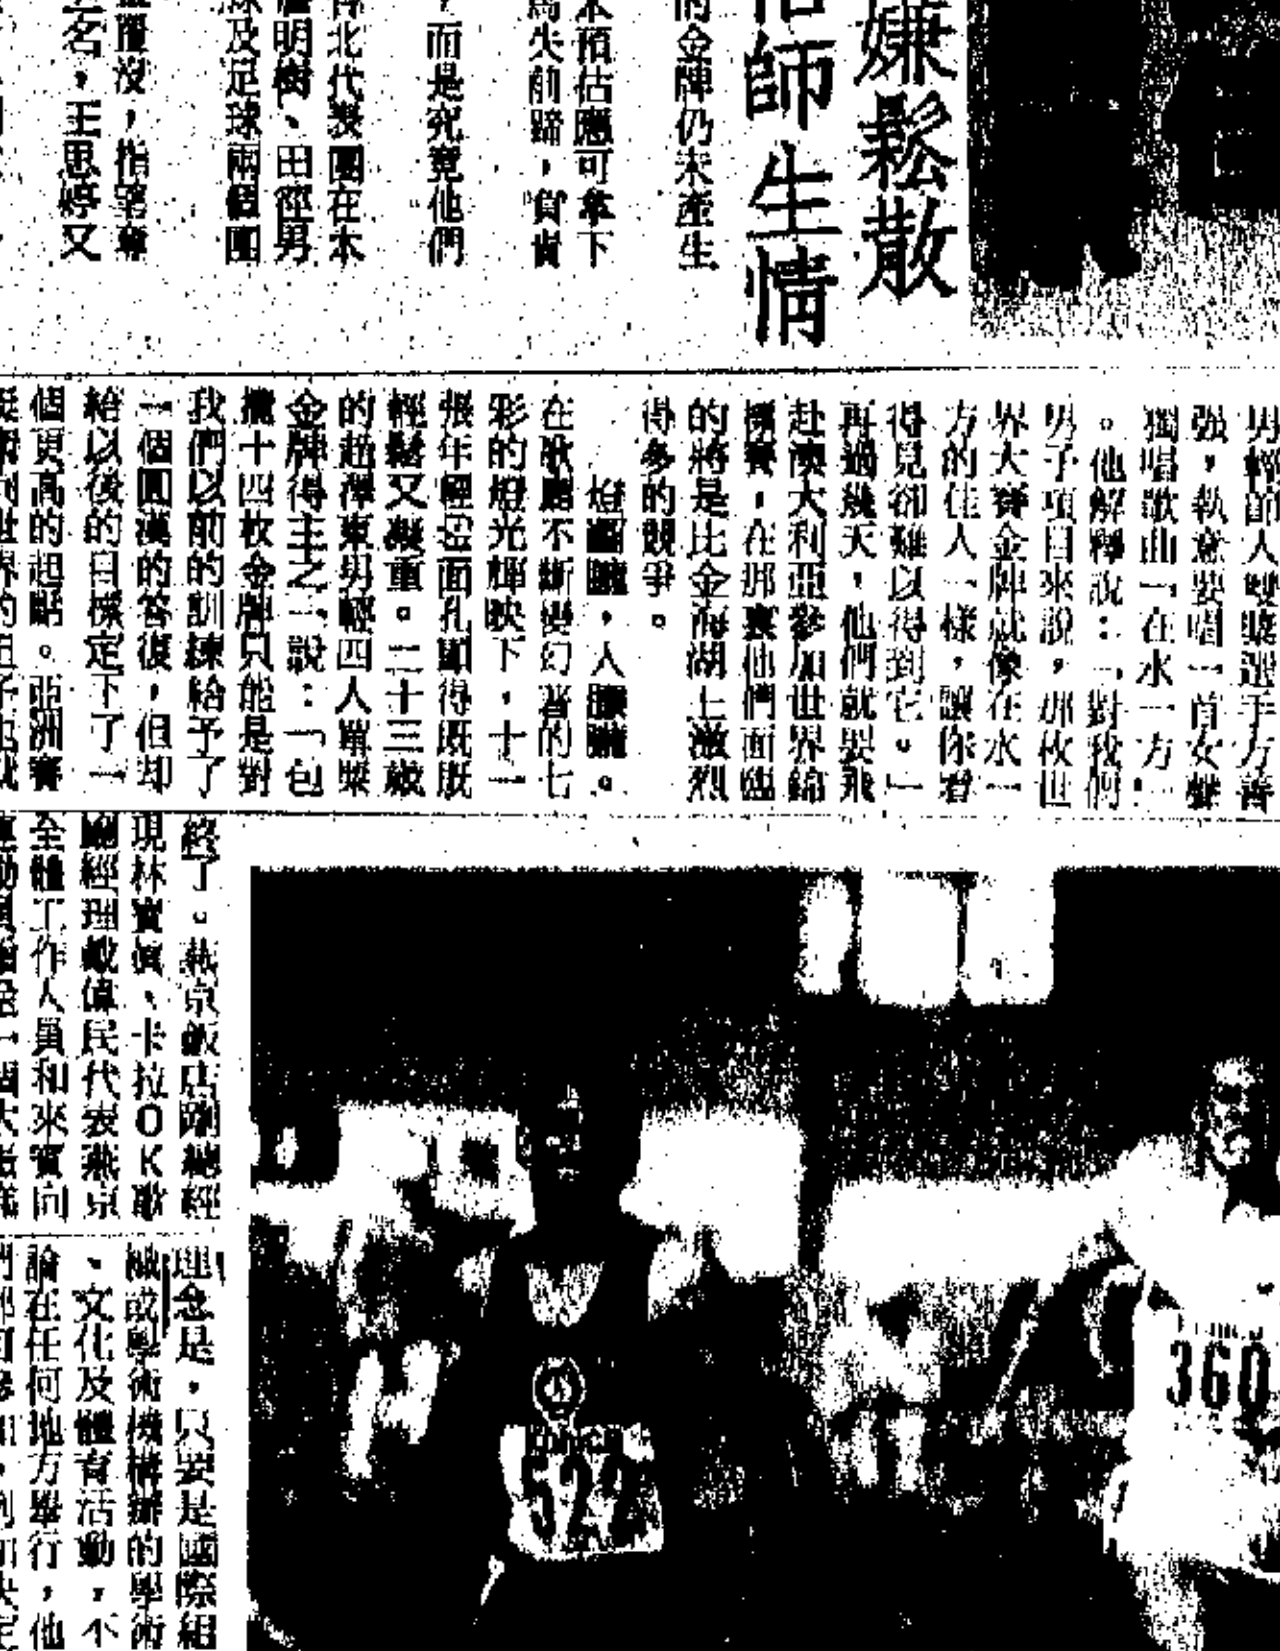 嫌鬆散
師生情
的金牌仍未產生
本預估應可拿下
馬失前蹄，負責
，而是究竟他們
北代表團在本
明樹、田徑男
球及足球兩個團
覆沒，指
名，王思婷又
男輕雙槳選手方善
强，執意要唱一首女聲
獨唱歌曲「在水一方」
。他解釋說：「對我們
男子項目來說，那枚世
界大賽金牌就像在水一
方的佳人一樣，讓你看
得見卻難以得到它。」
再過幾天，他們就要飛
赴澳大利亞參加世界錦
標賽，在那裏他們面臨
的將是比金海湖上激烈
得多的競爭。
燈朦朧，人朦朧。
在歌廳不斷變幻著的七
彩的燈光輝映下，十一
張年輕的面孔顯得既
輕鬆又凝重。二十三歲
的趙澤東男輕四人單槳
金牌得主之一說：「包
攬十四枚金牌只能是對
我們以前的訓練給予了
一個圓滿的答復，但却
給以後的目標定下了一
個更高的起點。亞洲賽
終了。燕京飯店副總經
現林寶 、卡拉OK歌
廳經理戴偉民代表燕京
全體工作人員和來賓向
理念是，只要是國際組
織或學術機構辦的學術
、文化及體育活動，不
論在任何地方舉行，他
522
360